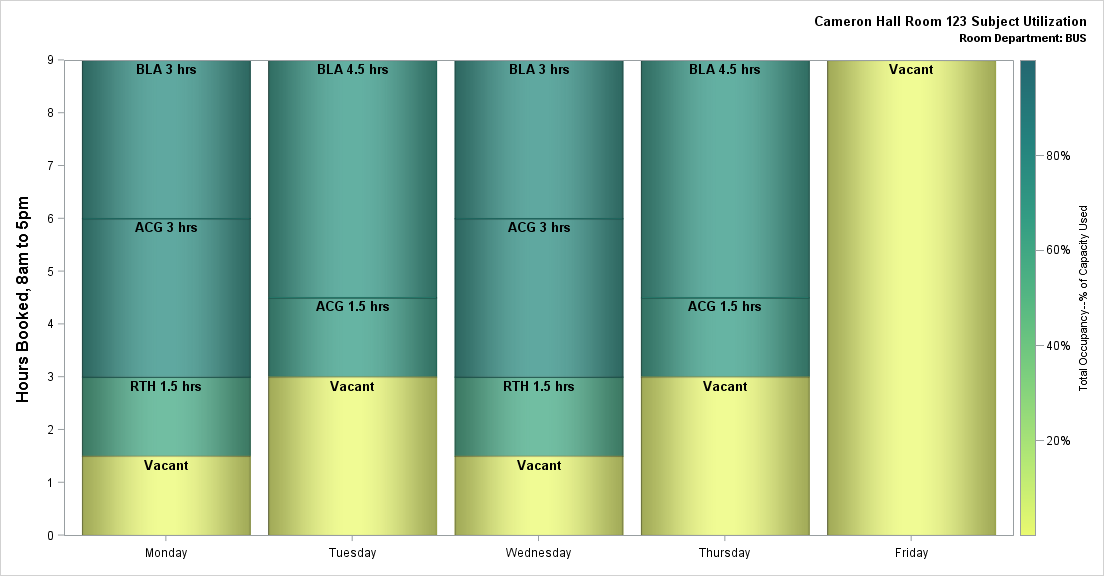 Cameron Hall Room 123 Subject Utilization
Room Department: BUS
Hours Booked, 8am to 5pm
9
8
7
6
5
4
3
2
1
0
BLA 3 hrs
ACG 3 hrs
RTH 1.5 hrs
Vacant
BLA 4.5 hrs
ACG 1.5 hrs
Vacant
BLA 3 hrs
ACG 3 hrs
RTH 1.5 hrs
Vacant
BLA 4.5 hrs
ACG 1.5 hrs
Vacant
Vacant
Monday
Tuesday
Wednesday
Thursday
Friday
80%
60%
40%
20%
Total Occupancy--% of Capacity Used